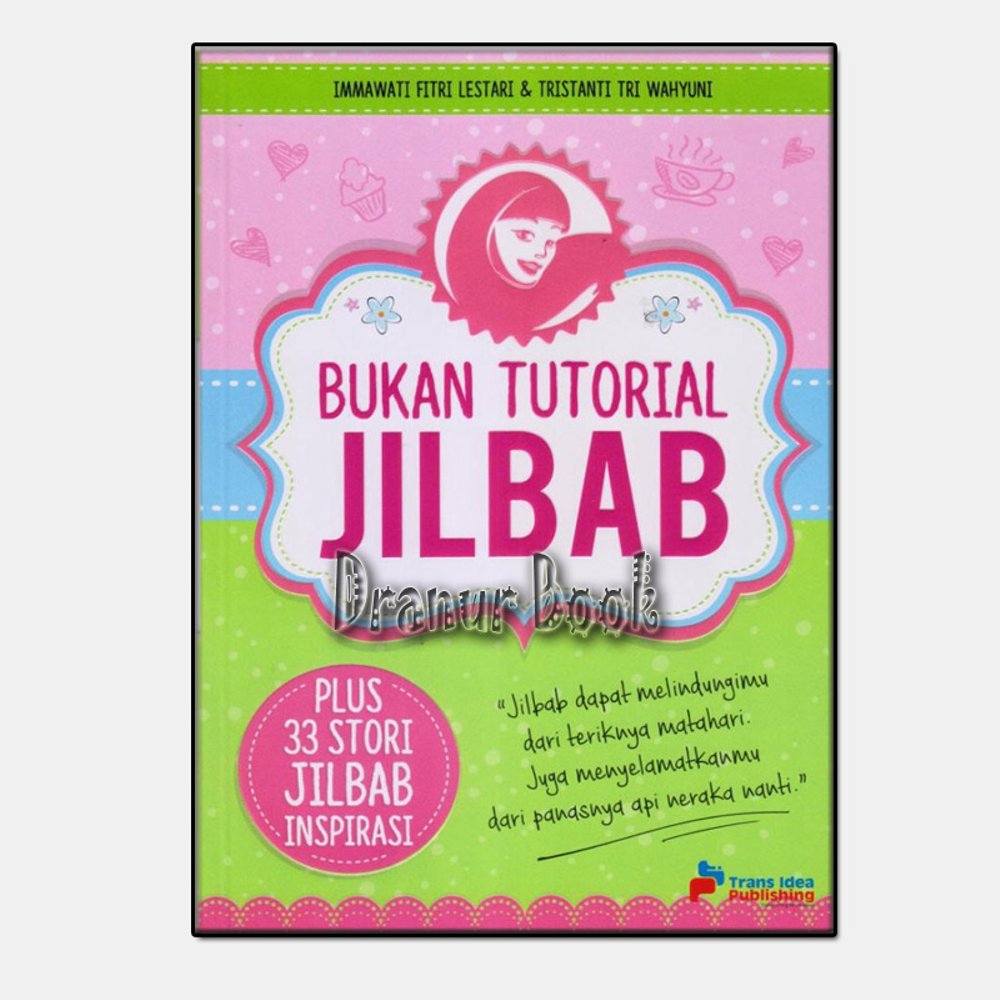 IMMAWATI FITRI LESTARI & TRISTANTI TRI WAHYUNI
BUKAN TUTORIAL
JILBAB
Dranur Book
PLUS
33 STORI
JILBAB
INSPIRASI
"Jilbab dapat melindungimu
dari teriknya matahari.
Juga menyelamatkanmu
dari panasnya api neraka nanti."
Trans Idea
Publishing